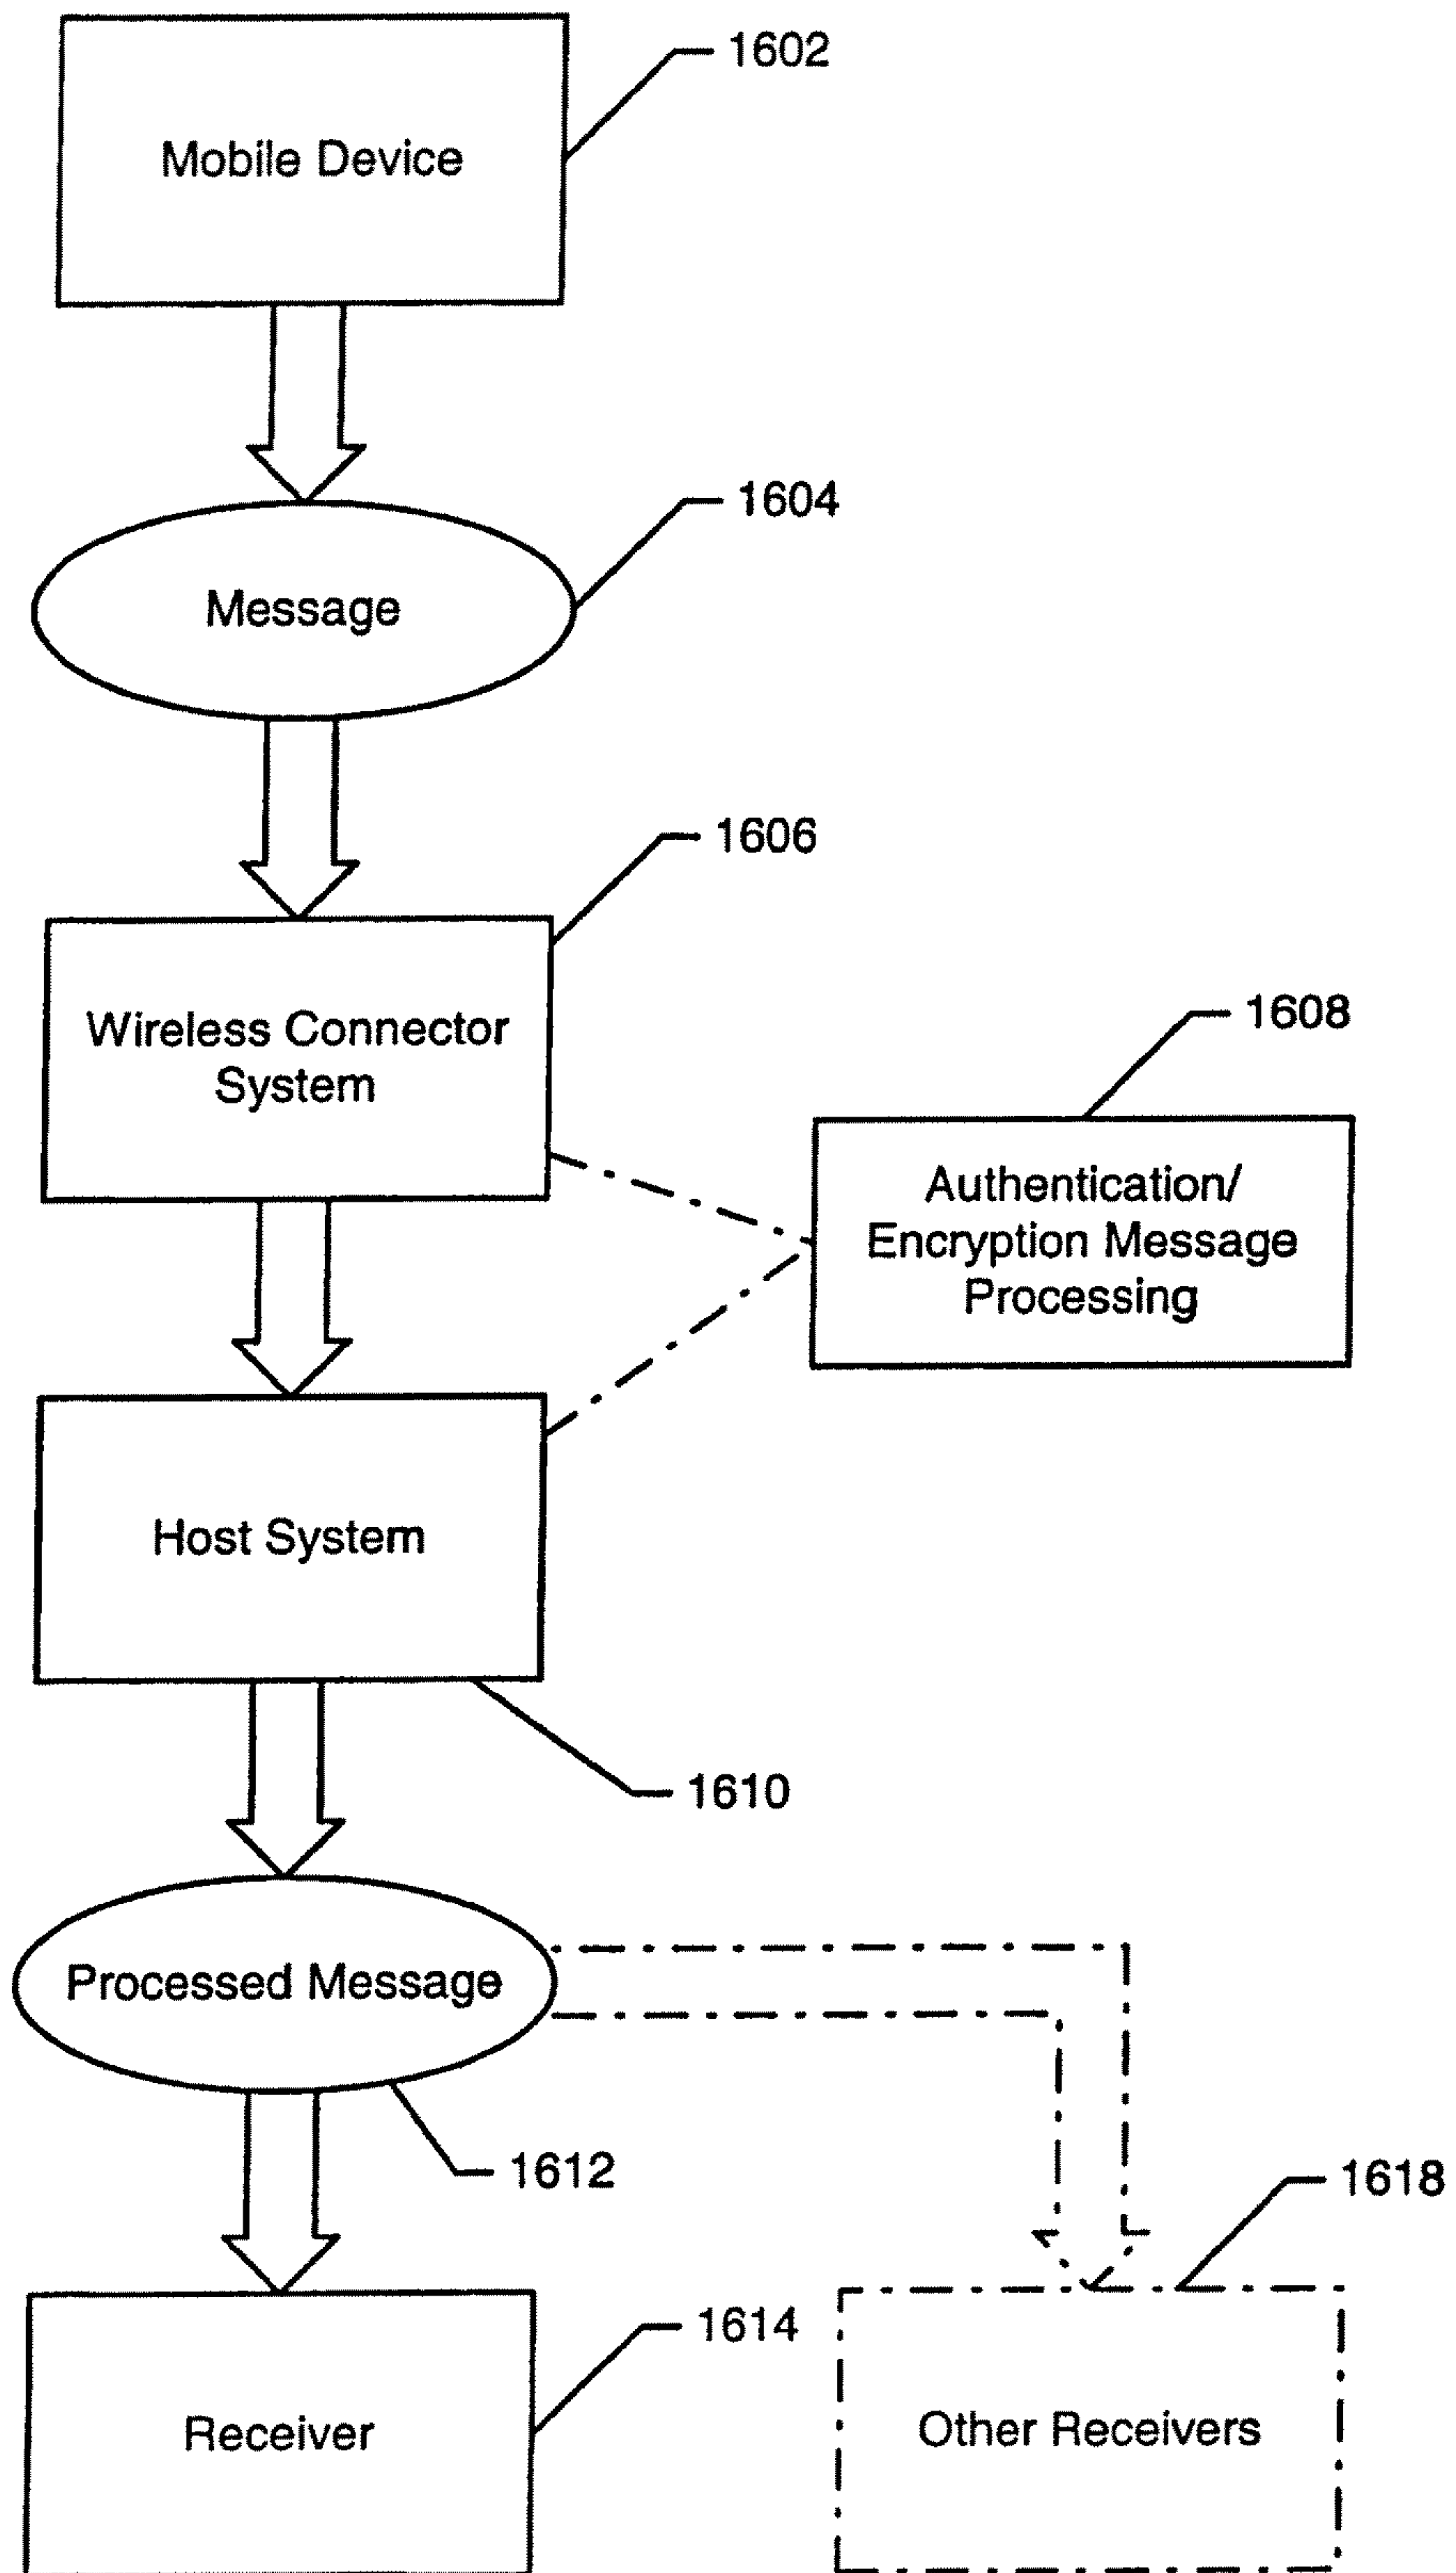 1602
Mobile Device
1604
Message
1606
Wireless Connector
System
1608
Authentication/
Encryption Message
Processing
Host System
1610
Processed Message
1612
1618
1614
Receiver
Other Receivers